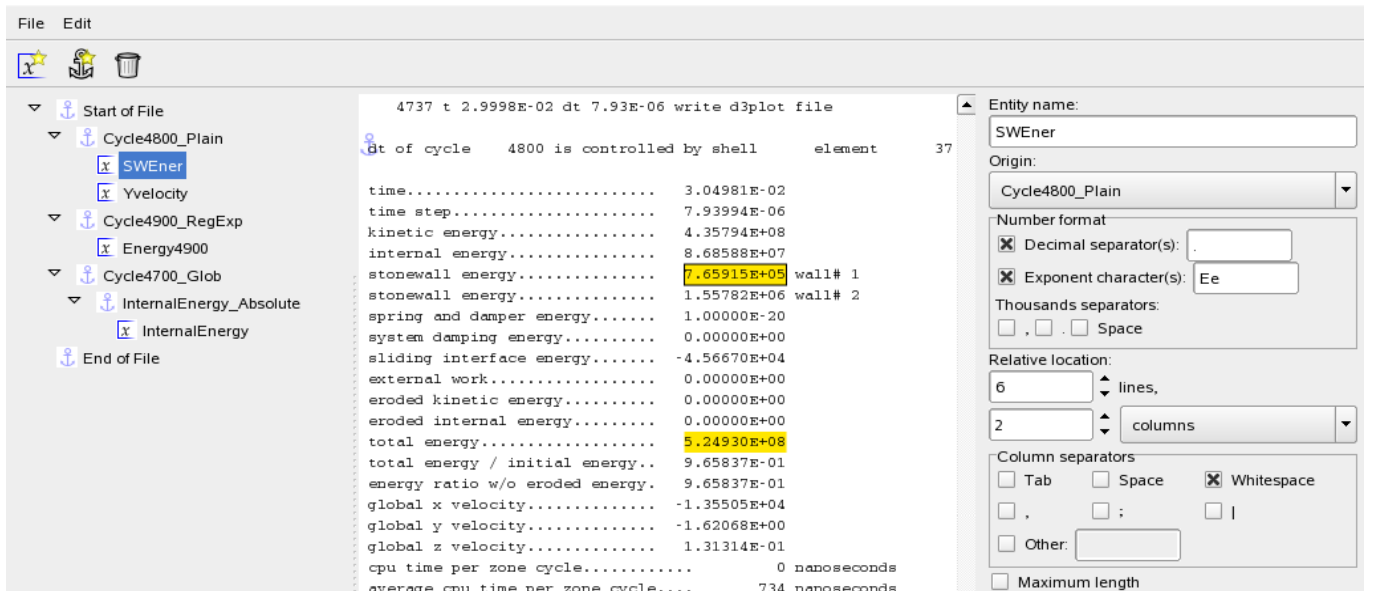 File Edit
Start of File
Cycle4800_Plain
SWEner
Yvelocity
Cycle4900_RegExp
Energy4900
Cycle4700_Glob
InternalEnergy_Absolute
InternalEnergy
End of File
4737 t 2.9998E-02 dt 7.93E-06 write d3plot file
dt of cycle 4800 is controlled by shell element 37
time........................... 3.04981E-02
time step...................... 7.93994E-06
kinetic energy................. 4.35794E+08
internal energy................ 8.68588E+07
stonewall energy............... 7.65915E+05 wall# 1
stonewall energy............... 1.55782E+06 wall# 2
spring and damper energy....... 1.00000E-20
system damping energy.......... 0.00000E+00
sliding interface energy....... -4.56670E+04
external work.................. 0.00000E+00
eroded kinetic energy.......... 0.00000E+00
eroded internal energy......... 0.00000E+00
total energy................... 5.24930E+08
total energy / initial energy.. 9.65837E-01
energy ratio w/o eroded energy. 9.65837E-01
global x velocity.............. -1.35505E+04
global y velocity.............. -1.62068E+00
global z velocity.............. 1.31314E-01
cpu time per zone cycle............ 0 nanoseconds
average cpu time per zone cycle.... 734 nanoseconds
Entity name:
SWEner
Origin:
Cycle4800_Plain
Number format
Decimal separator(s): .
Exponent character(s): Ee
Thousands separators:
, . Space
Relative location:
6 lines,
2 columns
Column separators
Tab Space Whitespace
, ; |
Other:
Maximum length